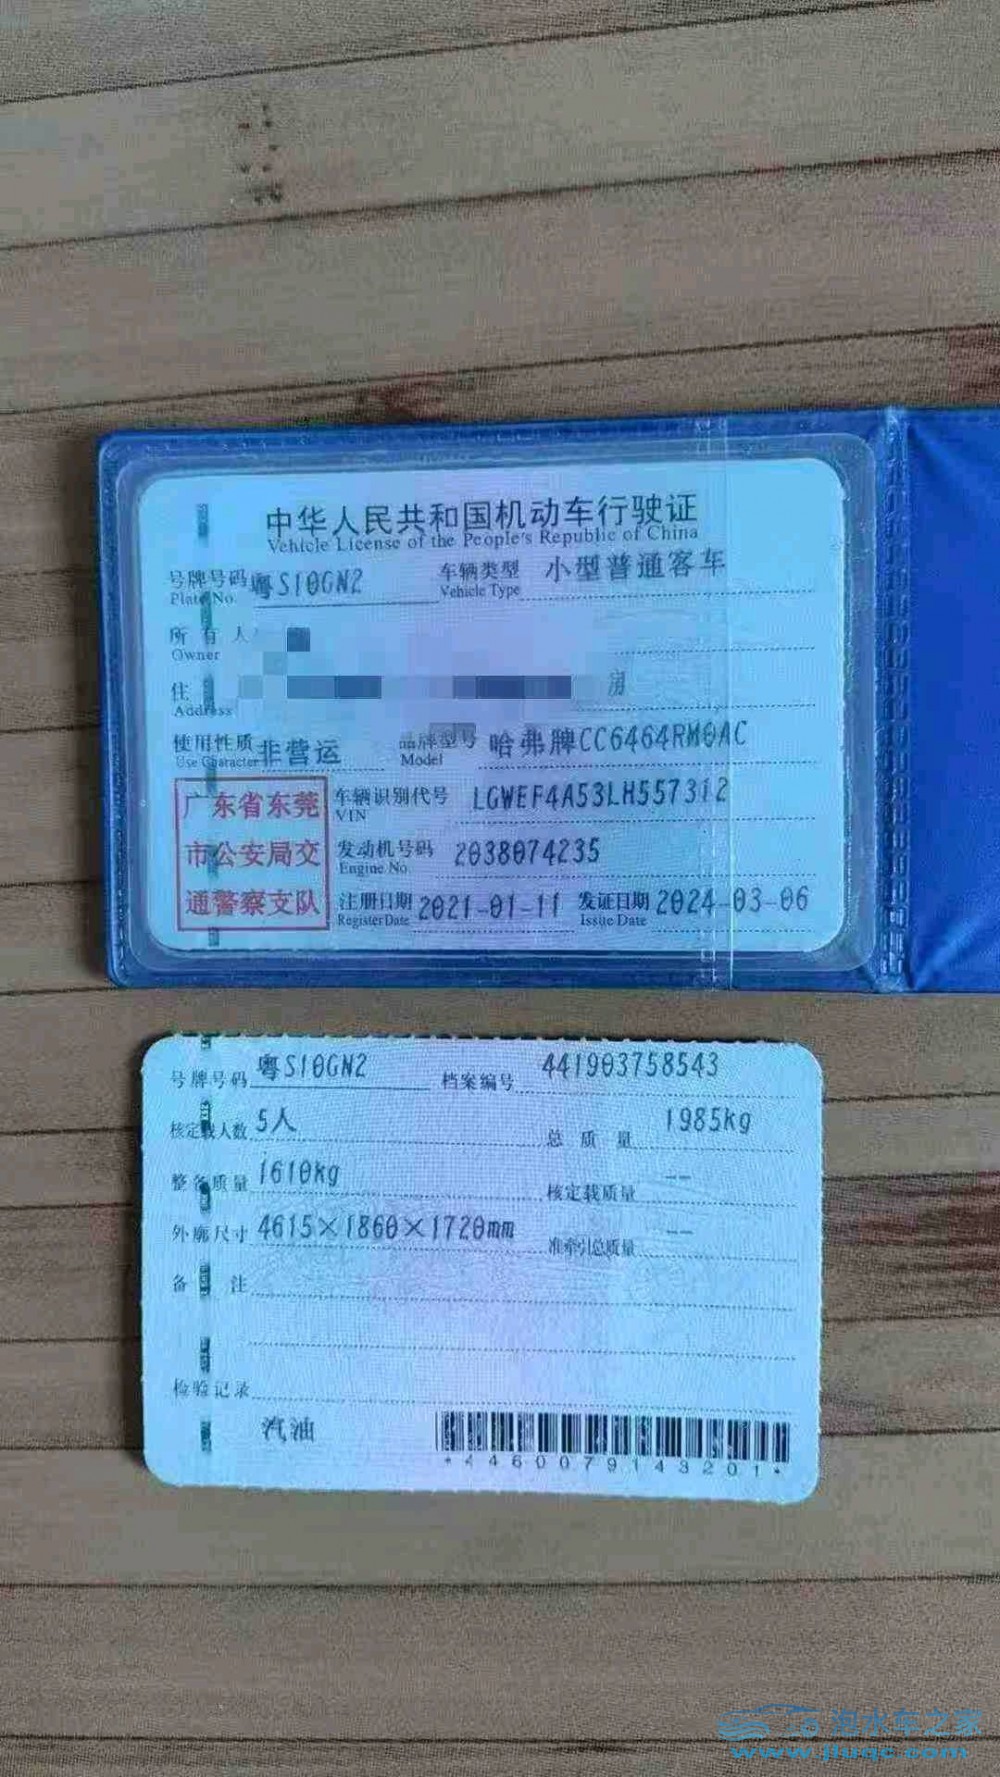 中华人民共和国机动车行驶证
Vehicle License of the People's Republic of China
号牌号码 粤S10GN2 车辆类型 小型普通客车
Plate No. Vehicle Type
所有人
Owner
住 房
Address
使用性质 非营运 品牌型号 哈弗牌CC6464RM0AC
Use Character Model
广东省东莞
市公安局交
通警察支队
车辆识别代号 LGWEF4A53LH557312
VIN
发动机号码 2038074235
Engine No.
注册日期 2021-01-11 发证日期 2024-03-06
Register Date Issue Date
号牌号码 粤S10GN2 档案编号 441903758543
核定载人数 5人 总质量 1985kg
整备质量 1610kg 核定载质量 --
外廓尺寸 4615×1860×1720mm 准牵引总质量 --
备注
检验记录
汽油
*4460079143201*
泡水车之家
www.jluqc.com